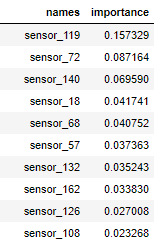 names importance
sensor_119 0.157329
sensor_72 0.087164
sensor_140 0.069590
sensor_18 0.041741
sensor_68 0.040752
sensor_57 0.037363
sensor_132 0.035243
sensor_162 0.033830
sensor_126 0.027008
sensor_108 0.023268